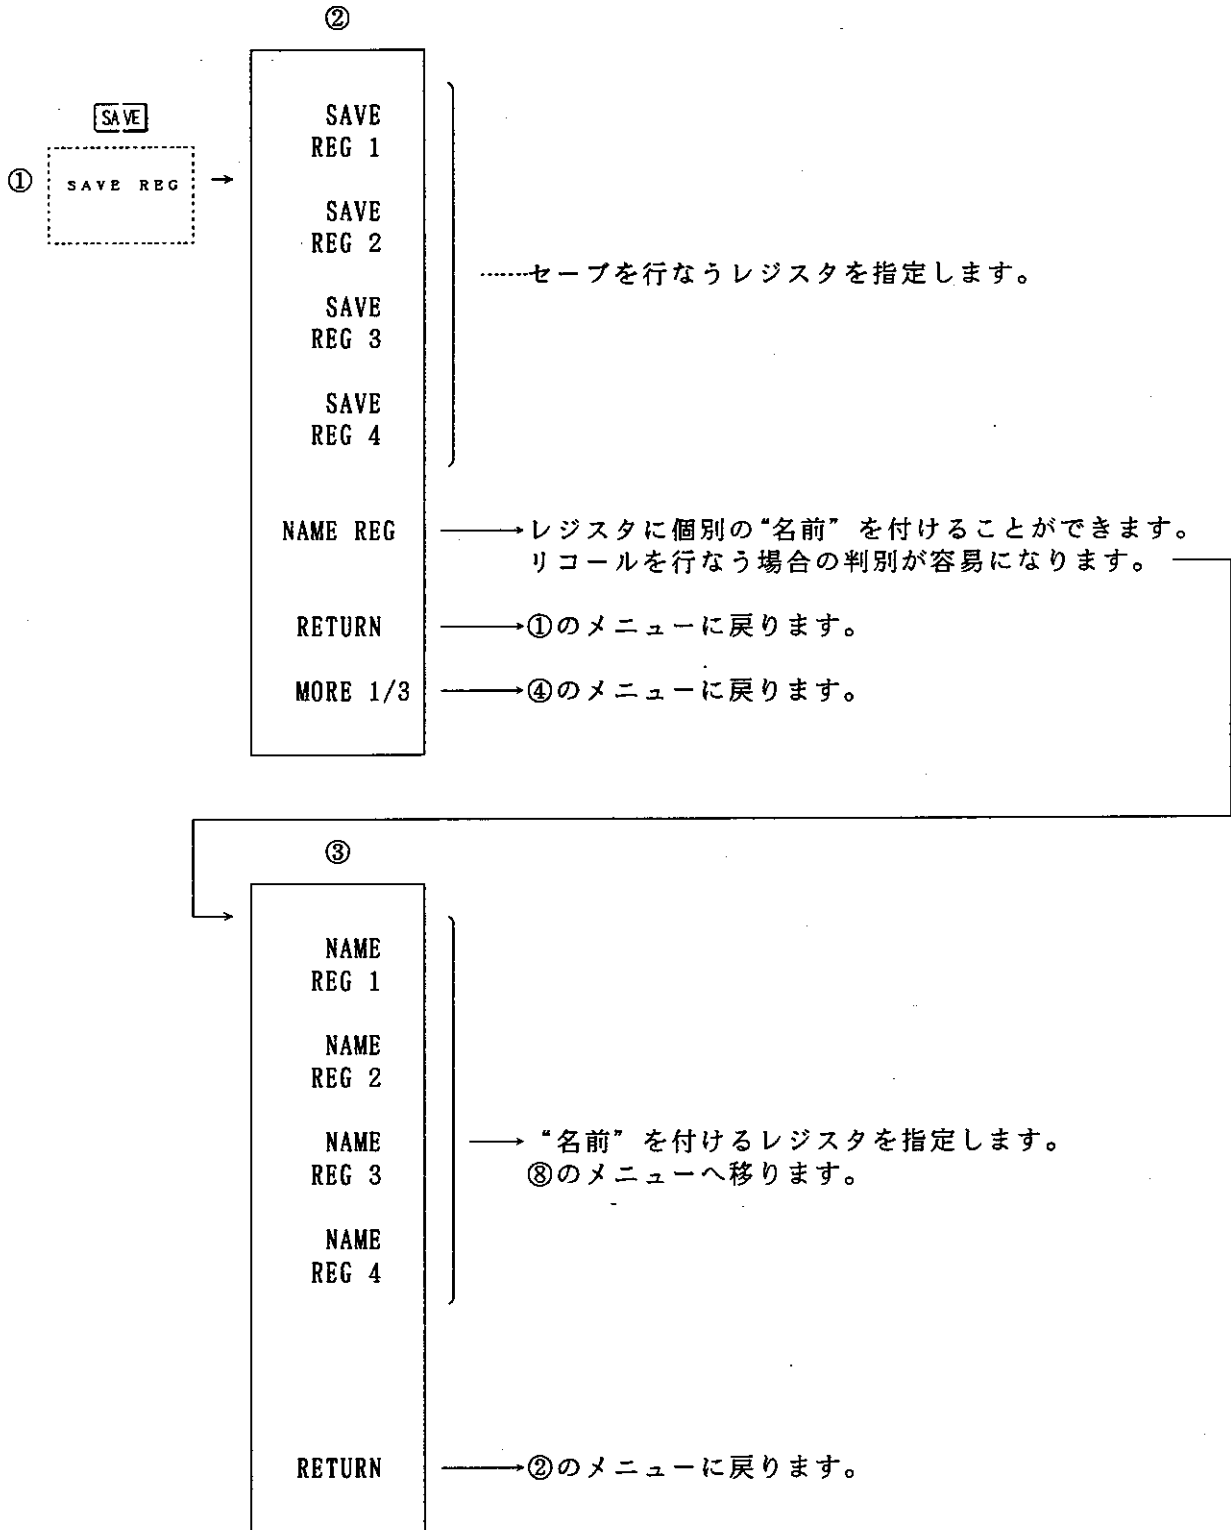 ②
SAVE
① SAVE REG →
SAVE
REG 1
SAVE
REG 2
SAVE
REG 3
SAVE
REG 4
……セーブを行なうレジスタを指定します。
NAME REG → レジスタに個別の“名前”を付けることができます。
リコールを行なう場合の判別が容易になります。
RETURN → ①のメニューに戻ります。
MORE 1/3 → ④のメニューに戻ります。
③
NAME
REG 1
NAME
REG 2
NAME
REG 3
NAME
REG 4
→ “名前”を付けるレジスタを指定します。
⑧のメニューへ移ります。
RETURN → ②のメニューに戻ります。